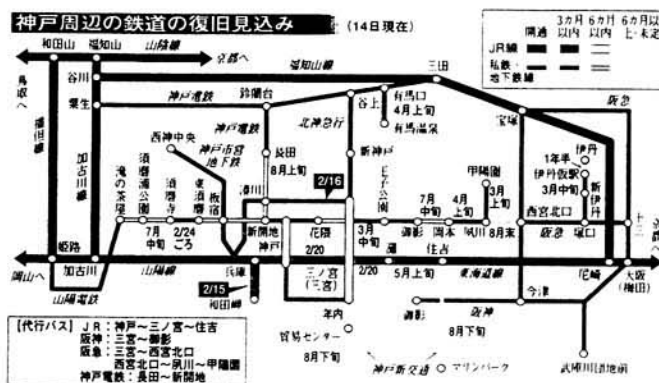 神戸周辺の鉄道の復旧見込み (14日現在)
開通 3カ月以内 6カ月以内 6カ月以上・未定
JR線
私鉄・地下鉄線
和田山 福知山 山陰線
京都へ
鳥取へ
谷川
福知山線
三田
粟生
神戸電鉄
鈴蘭台
谷上
有馬口
4月上旬
有馬温泉
宝塚
阪急
播但線
加古川線
西神中央
神戸市営地下鉄
神戸電鉄
北神急行
長田
8月上旬
新神戸
伊丹
1年半
伊丹仮駅
3月中旬
新伊丹
甲陽園
3月上旬
滝の茶屋
須磨浦公園
須磨寺
東須磨
板宿
湊川
2/16
王子公園
7月中旬
4月上旬
7月中旬
2/24ごろ
新開地
花隈
3月中旬
御影
岡本
夙川
8月末
西宮北口
阪急
塚口
十三
京都へ
姫路
加古川
山陽線
兵庫
神戸
2/20
三ノ宮
(三宮)
2/20
灘
住吉
5月上旬
東海道線
尼崎
大阪
(梅田)
岡山へ
山陽電鉄
2/15
和田岬
年内
貿易センター
8月下旬
御影
阪神
8月下旬
今津
神戸新交通
マリンパーク
武庫川団地前
【代行バス】 JR:神戸〜三ノ宮〜住吉
阪神:三宮〜御影
阪急:三宮〜西宮北口
西宮北口〜夙川〜甲陽園
神戸電鉄:長田〜新開地